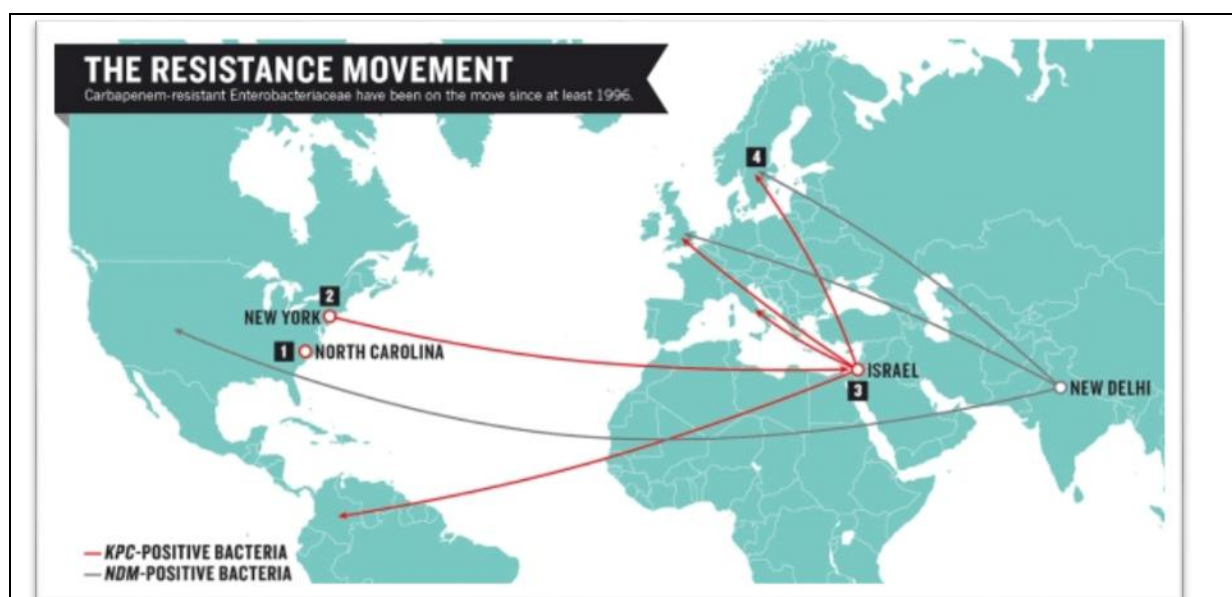 THE RESISTANCE MOVEMENT
Carbapenem-resistant Enterobacteriaceae have been on the move since at least 1996.
4
2
NEW YORK
1
NORTH CAROLINA
ISRAEL
3
NEW DELHI
KPC-POSITIVE BACTERIA
NDM-POSITIVE BACTERIA